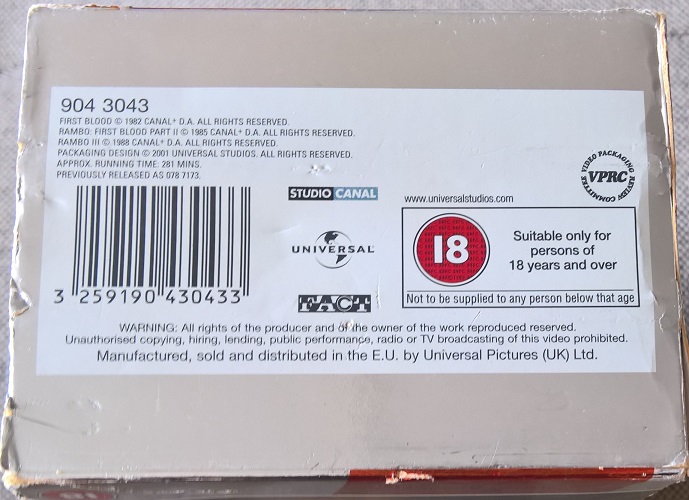 904 3043
FIRST BLOOD © 1982 CANAL+ D.A. ALL RIGHTS RESERVED.
RAMBO: FIRST BLOOD PART II © 1985 CANAL+ D.A. ALL RIGHTS RESERVED.
RAMBO III © 1988 CANAL+ D.A. ALL RIGHTS RESERVED.
PACKAGING DESIGN © 2001 UNIVERSAL STUDIOS. ALL RIGHTS RESERVED.
APPROX. RUNNING TIME: 281 MINS.
PREVIOUSLY RELEASED AS 078 7173.
3 259190 430433
STUDIO CANAL
UNIVERSAL
FACT
www.universalstudios.com
VIDEO PACKAGING REVIEW COMMITTEE
VPRC
18
Suitable only for
persons of
18 years and over
Not to be supplied to any person below that age
WARNING: All rights of the producer and of the owner of the work reproduced reserved.
Unauthorised copying, hiring, lending, public performance, radio or TV broadcasting of this video prohibited.
Manufactured, sold and distributed in the E.U. by Universal Pictures (UK) Ltd.